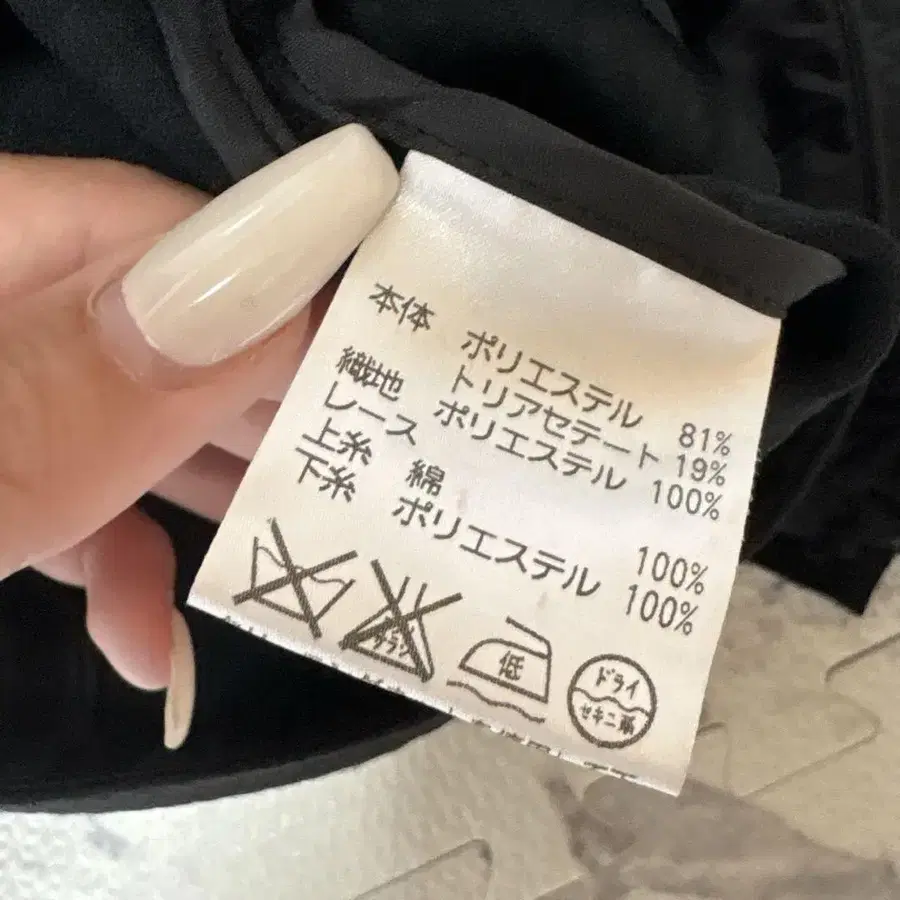 本体 ポリエステル 81%
トリアセテート 19%
織地 ポリエステル 100%
レース
上糸 綿 100%
下糸 ポリエステル 100%
低
ドライ
セキユ系